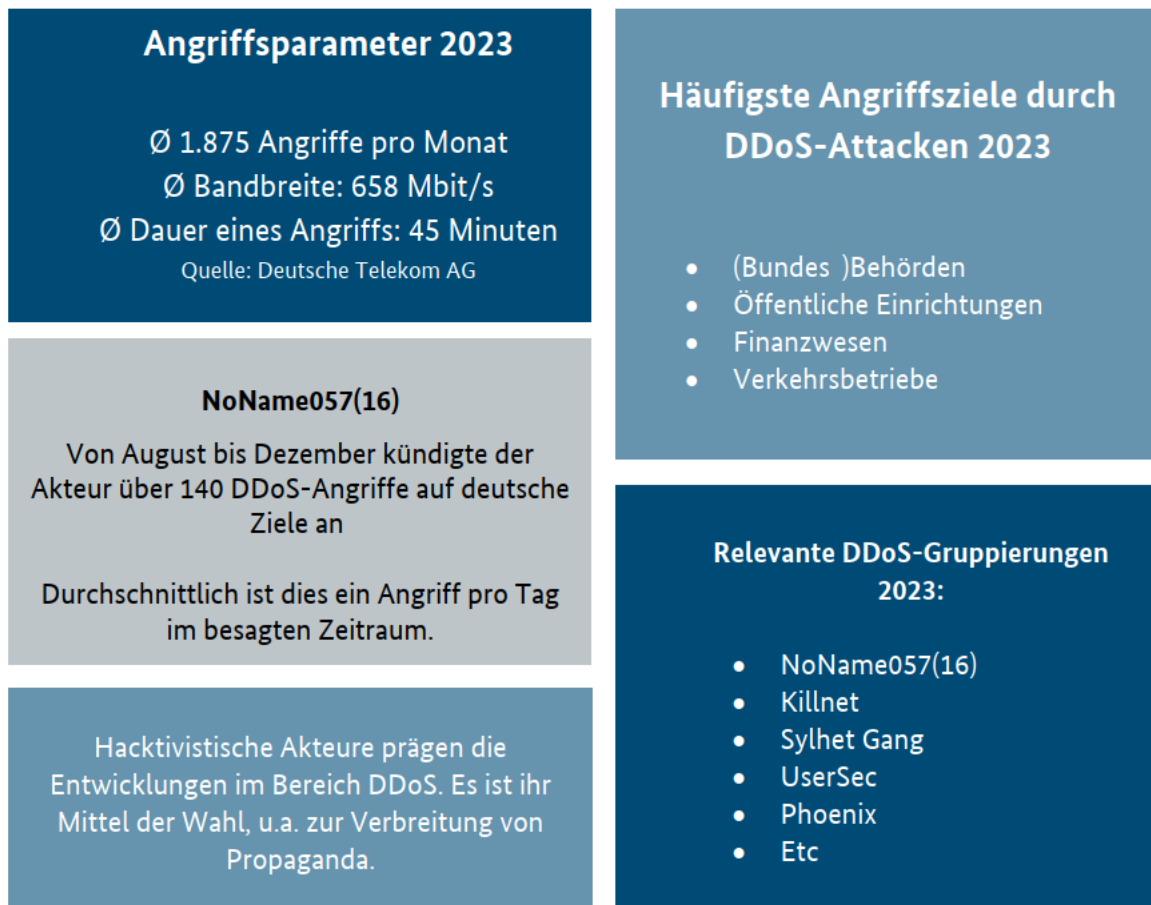 Angriffsparameter 2023
Ø 1.875 Angriffe pro Monat
Ø Bandbreite: 658 Mbit/s
Ø Dauer eines Angriffs: 45 Minuten
Quelle: Deutsche Telekom AG
NoName057(16)
Von August bis Dezember kündigte der
Akteur über 140 DDoS-Angriffe auf deutsche
Ziele an
Durchschnittlich ist dies ein Angriff pro Tag
im besagten Zeitraum.
Hacktivistische Akteure prägen die
Entwicklungen im Bereich DDoS. Es ist ihr
Mittel der Wahl, u.a. zur Verbreitung von
Propaganda.
Häufigste Angriffsziele durch
DDoS-Attacken 2023
• (Bundes )Behörden
• Öffentliche Einrichtungen
• Finanzwesen
• Verkehrsbetriebe
Relevante DDoS-Gruppierungen
2023:
• NoName057(16)
• Killnet
• Sylhet Gang
• UserSec
• Phoenix
• Etc